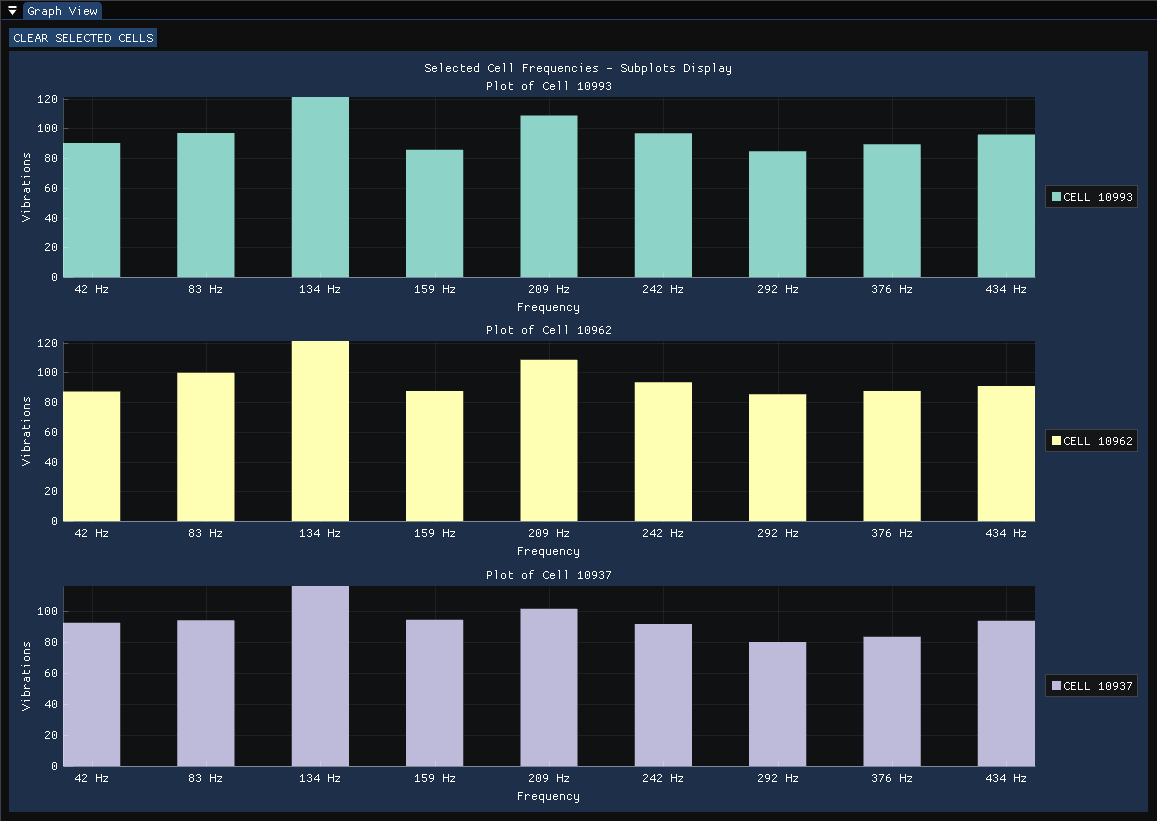 Graph View
CLEAR SELECTED CELLS
Selected Cell Frequencies - Subplots Display
Plot of Cell 10993
120
100
80
60
40
20
0
Vibrations
42 Hz 83 Hz 134 Hz 159 Hz 209 Hz 242 Hz 292 Hz 376 Hz 434 Hz
Frequency
CELL 10993
Plot of Cell 10962
120
100
80
60
40
20
0
Vibrations
42 Hz 83 Hz 134 Hz 159 Hz 209 Hz 242 Hz 292 Hz 376 Hz 434 Hz
Frequency
CELL 10962
Plot of Cell 10937
100
80
60
40
20
0
Vibrations
42 Hz 83 Hz 134 Hz 159 Hz 209 Hz 242 Hz 292 Hz 376 Hz 434 Hz
Frequency
CELL 10937